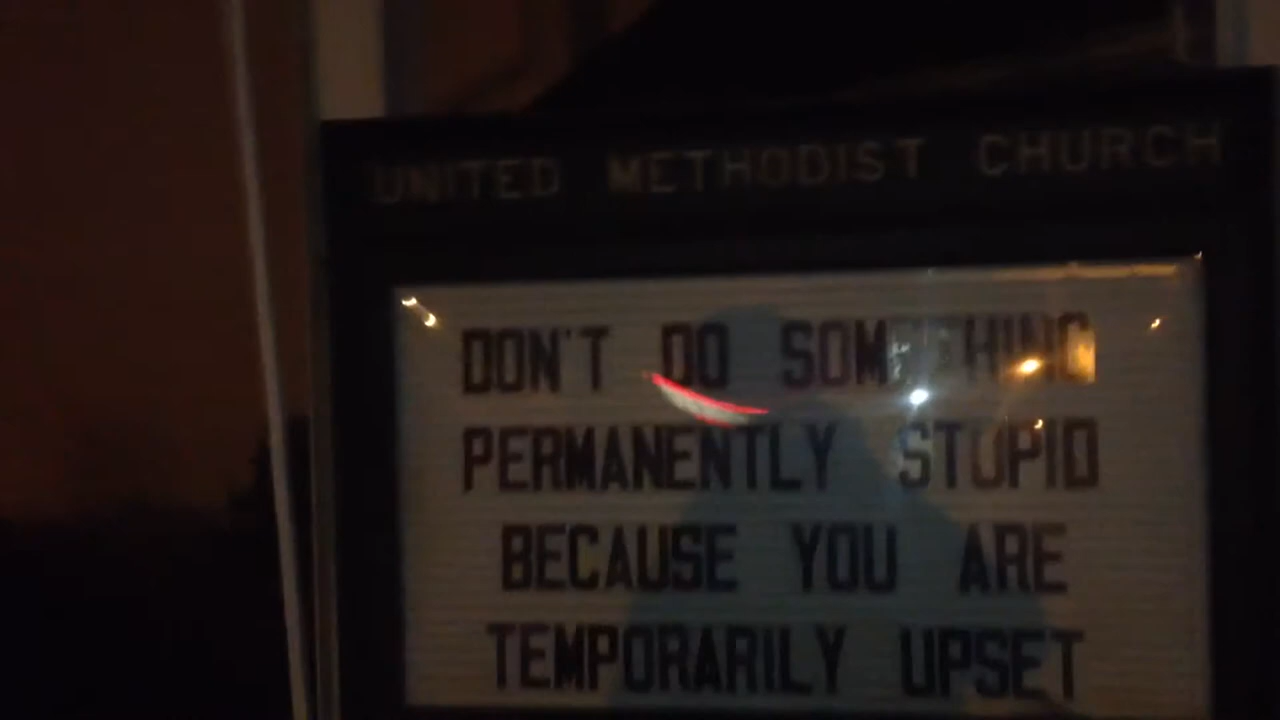 UNITED METHODIST CHURCH
DON'T DO SOMETHING
PERMANENTLY STUPID
BECAUSE YOU ARE
TEMPORARILY UPSET